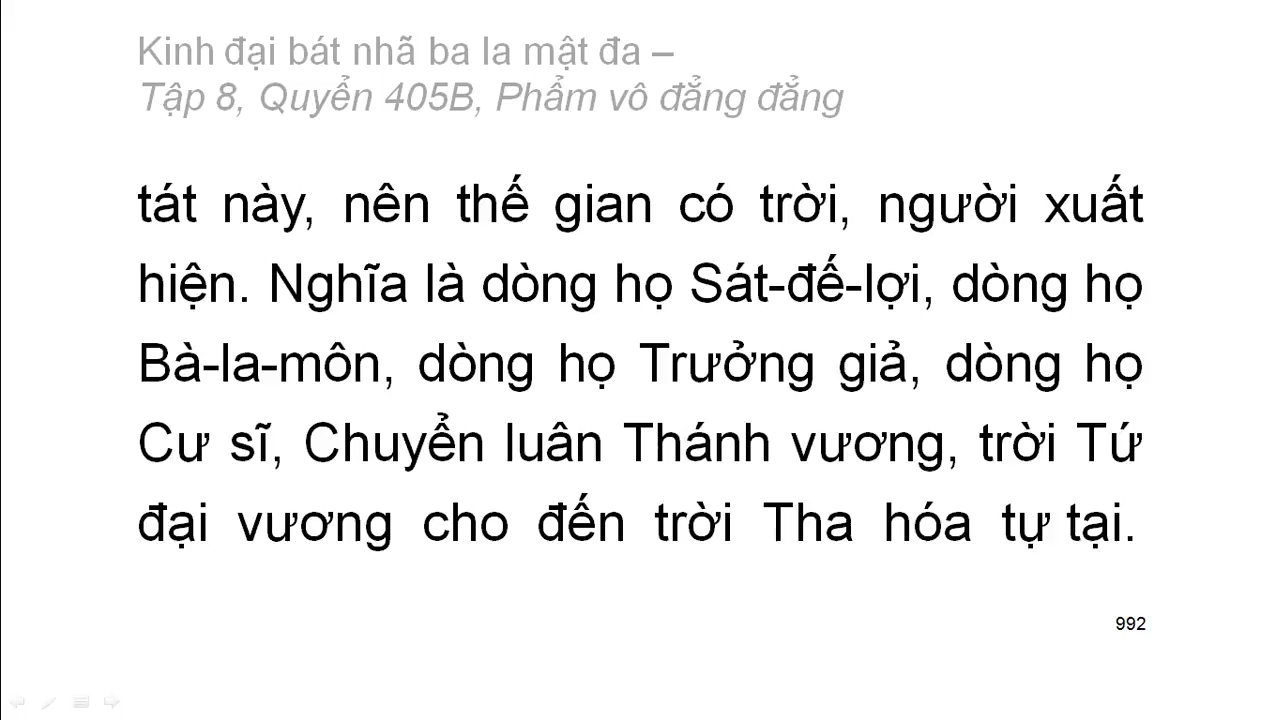 Kinh đại bát nhã ba la mật đa –
Tập 8, Quyển 405B, Phẩm vô đẳng đẳng
tát này, nên thế gian có trời, người xuất
hiện. Nghĩa là dòng họ Sát-đế-lợi, dòng họ
Bà-la-môn, dòng họ Trưởng giả, dòng họ
Cư sĩ, Chuyển luân Thánh vương, trời Tứ
đại vương cho đến trời Tha hóa tự tại.
992